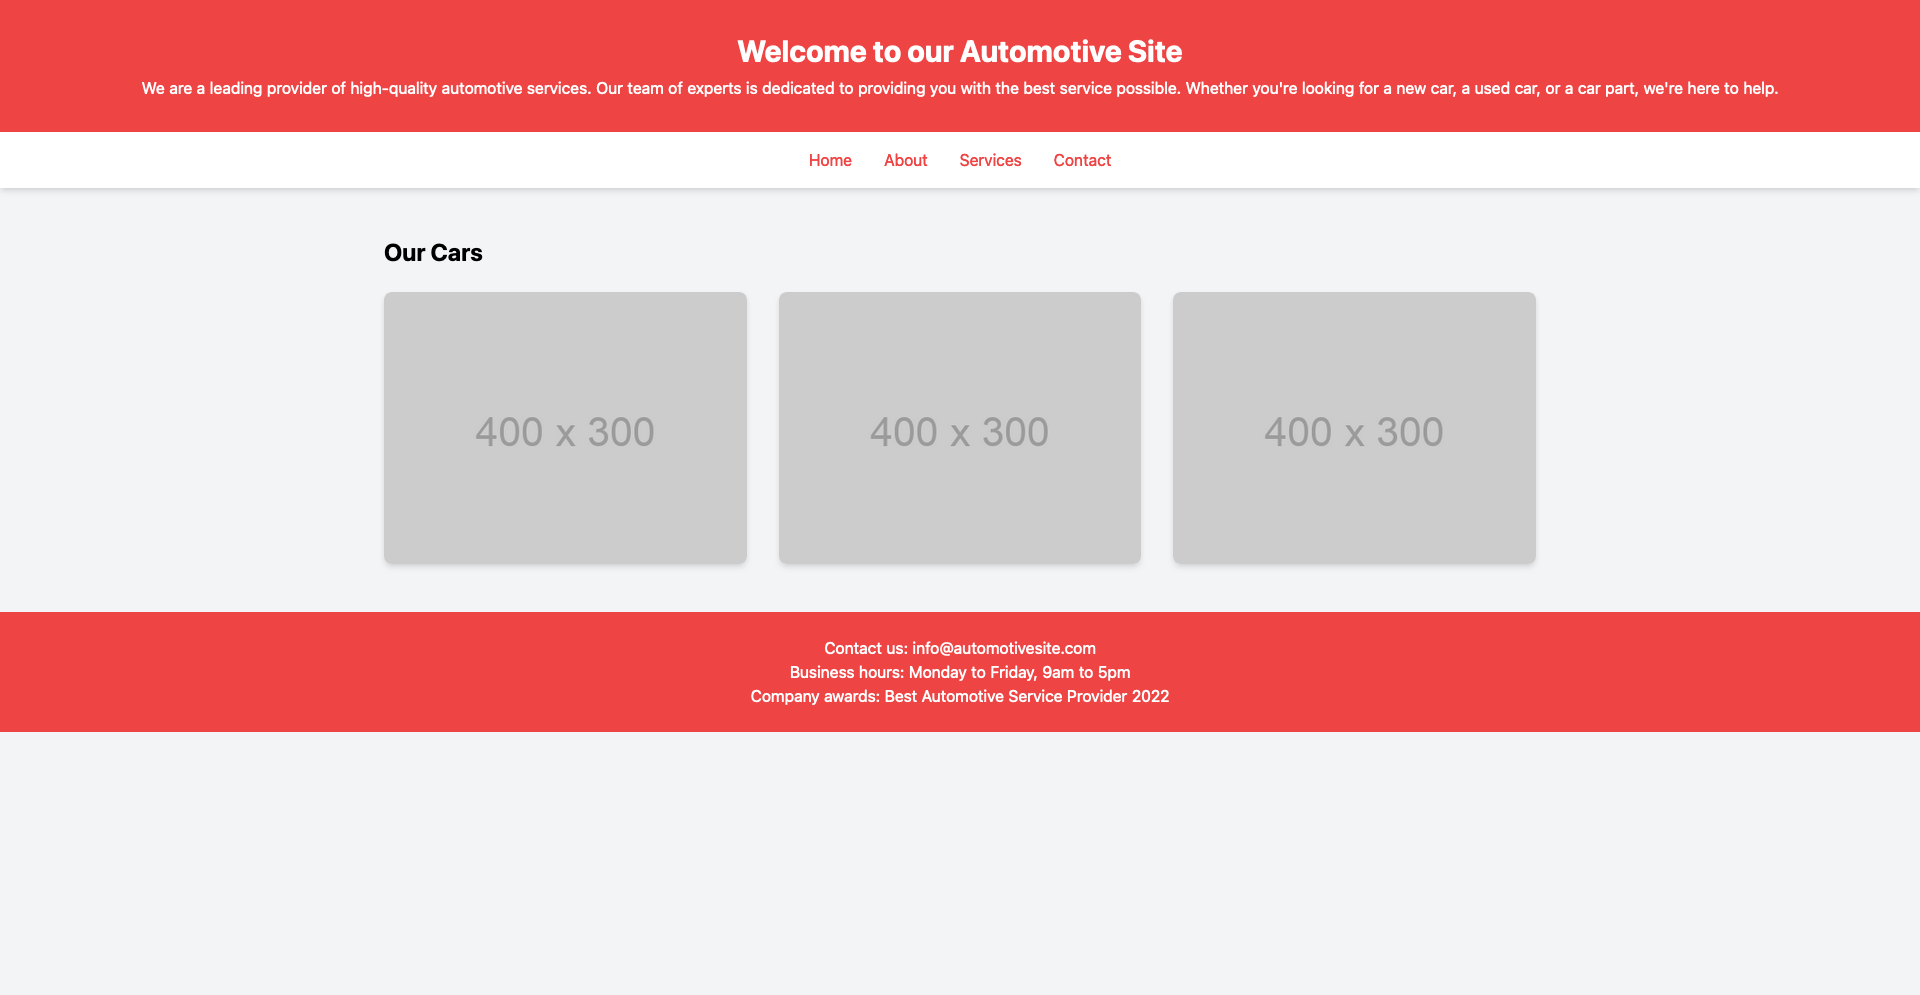 Welcome to our Automotive Site
We are a leading provider of high-quality automotive services. Our team of experts is dedicated to providing you with the best service possible. Whether you're looking for a new car, a used car, or a car part, we're here to help.
Home About Services Contact
Our Cars
400 x 300 400 x 300 400 x 300
Contact us: info@automotivesite.com
Business hours: Monday to Friday, 9am to 5pm
Company awards: Best Automotive Service Provider 2022